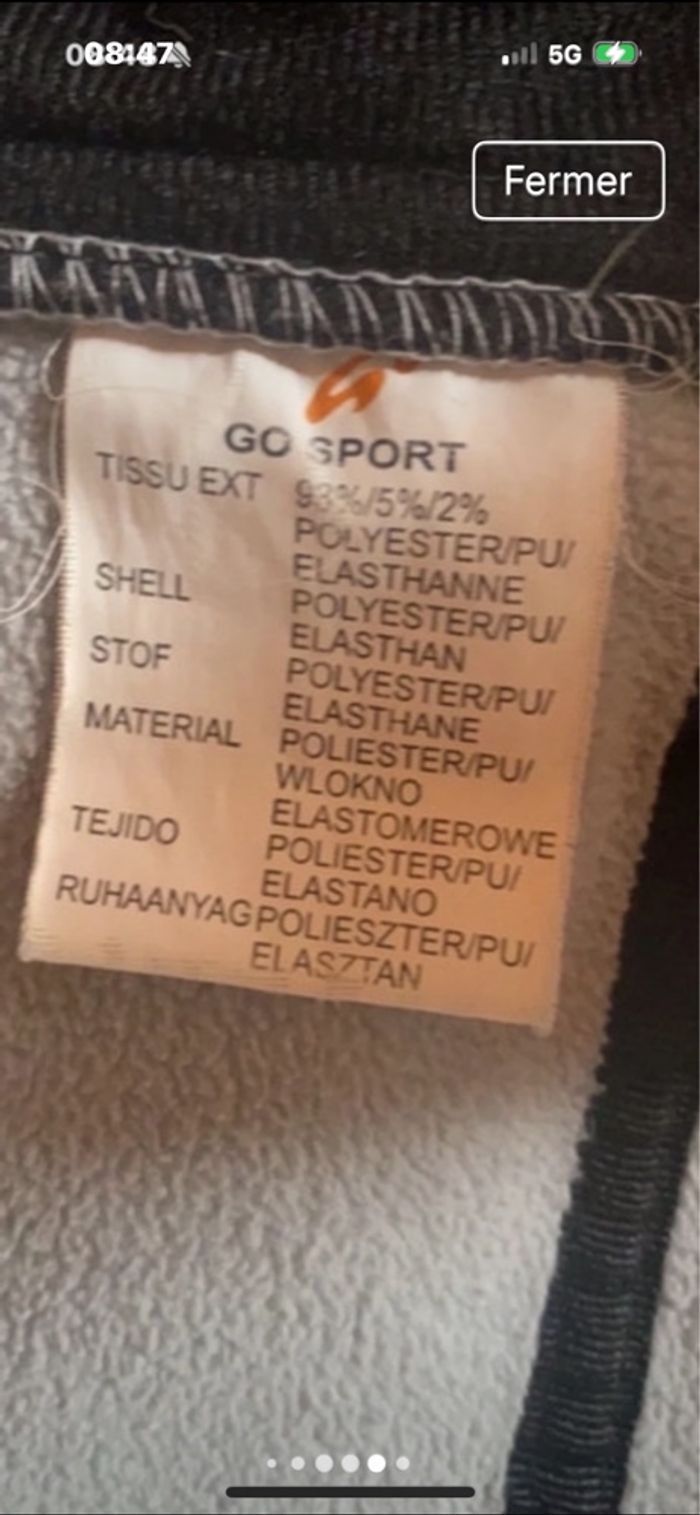 5G
Fermer
GO SPORT
TISSU EXT 93%/5%/2%
POLYESTER/PU/
ELASTHANNE
SHELL POLYESTER/PU/
ELASTHAN
STOF POLYESTER/PU/
ELASTHANE
MATERIAL POLIESTER/PU/
WLOKNO
ELASTOMEROWE
TEJIDO POLIESTER/PU/
ELASTANO
RUHAANYAG POLIESZTER/PU/
ELASZTAN